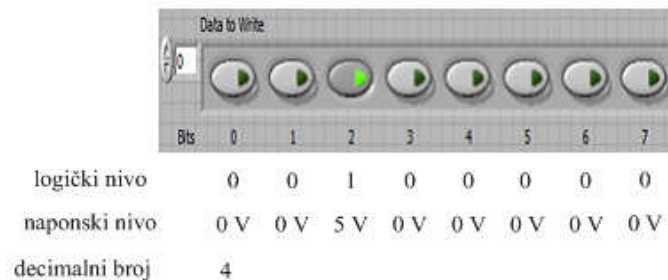 Data to Write
0
Bits 0 1 2 3 4 5 6 7
logički nivo 0 0 1 0 0 0 0 0
naponski nivo 0 V 0 V 5 V 0 V 0 V 0 V 0 V 0 V
decimalni broj 4